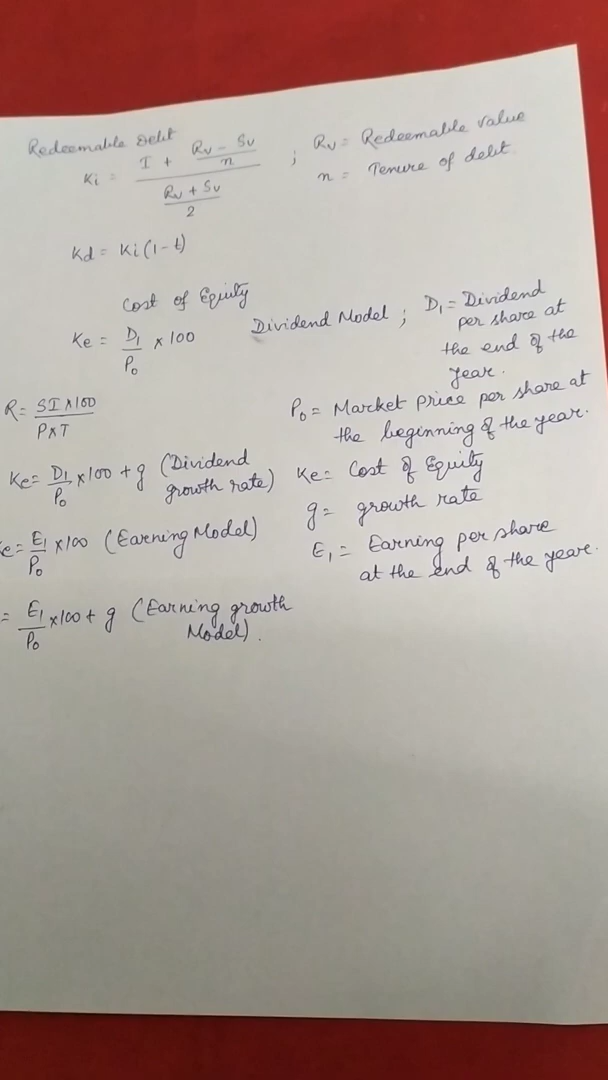 Redeemable Debt
Ki = I + Rv - Sv / n
Rv + Sv / 2
; Rv = Redeemable value
n = Tenure of debt
Kd = Ki (1 - t)
Cost of Equity
Ke = D1 / P0 × 100 Dividend Model ; D1 = Dividend
per share at
the end of the
Year.
R = SI × 100 / P × T
P0 = Market price per share at
the beginning of the year.
Ke = D1 / P0 × 100 + g (Dividend
growth rate)
Ke = Cost of Equity
g = growth rate
e = E1 / P0 × 100 (Earning Model)
E1 = Earning per share
at the end of the year.
= E1 / P0 × 100 + g (Earning growth
Model).